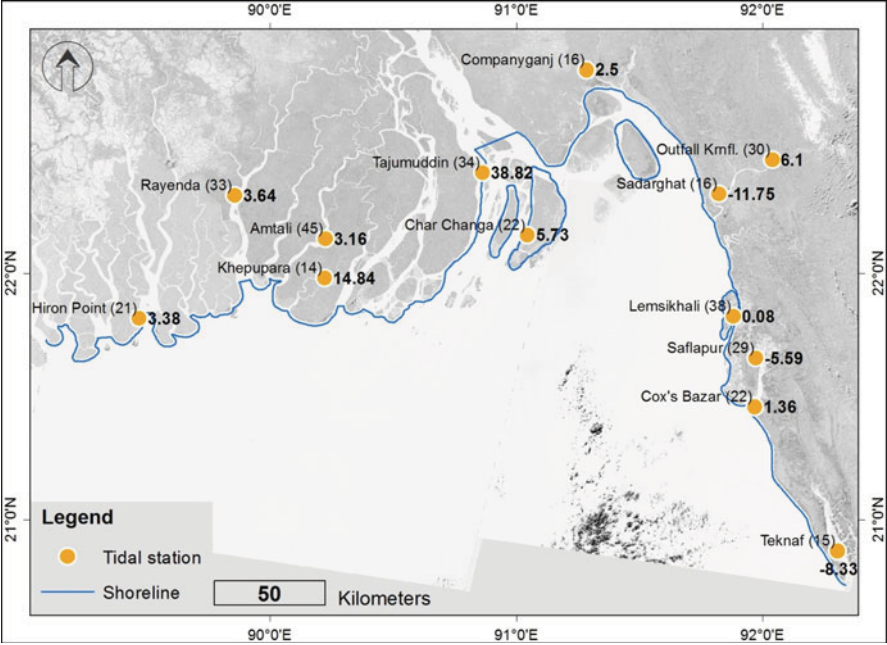 90°0'E 91°0'E 92°0'E
Companyganj (16) 2.5
Outfall Krnfl. (30) 6.1
Tajumuddin (34) 38.82
Sadarghat (16) -11.75
Rayenda (33) 3.64
Char Changa (22) 5.73
Amtali (45) 3.16
22°0'N 22°0'N
Khepupara (14) 14.84
Hiron Point (21) 3.38
Lemsikhali (38) 0.08
Saflapur (29) -5.59
Cox's Bazar (22) 1.36
21°0'N 21°0'N
Teknaf (15) -8.33
Legend
Tidal station
Shoreline
50 Kilometers
90°0'E 91°0'E 92°0'E